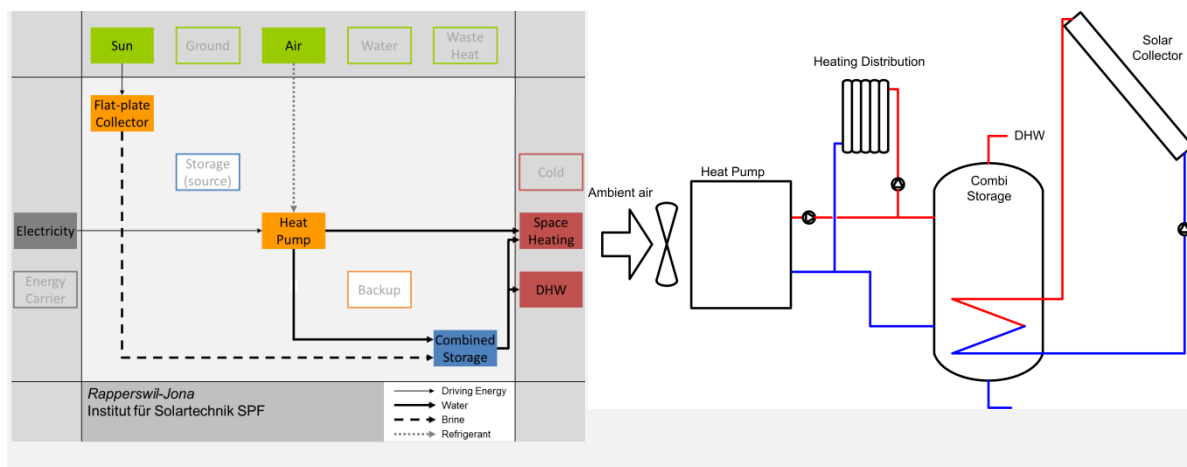 Sun
Ground
Air
Water
Waste
Heat
Flat-plate
Collector
Storage
(source)
Cold
Electricity
Heat
Pump
Space
Heating
Energy
Carrier
Backup
DHW
Combined
Storage
Rapperswil-Jona
Institut für Solartechnik SPF
Driving Energy
Water
Brine
Refrigerant
Solar
Collector
Heating Distribution
DHW
Heat Pump
Combi
Storage
Ambient air